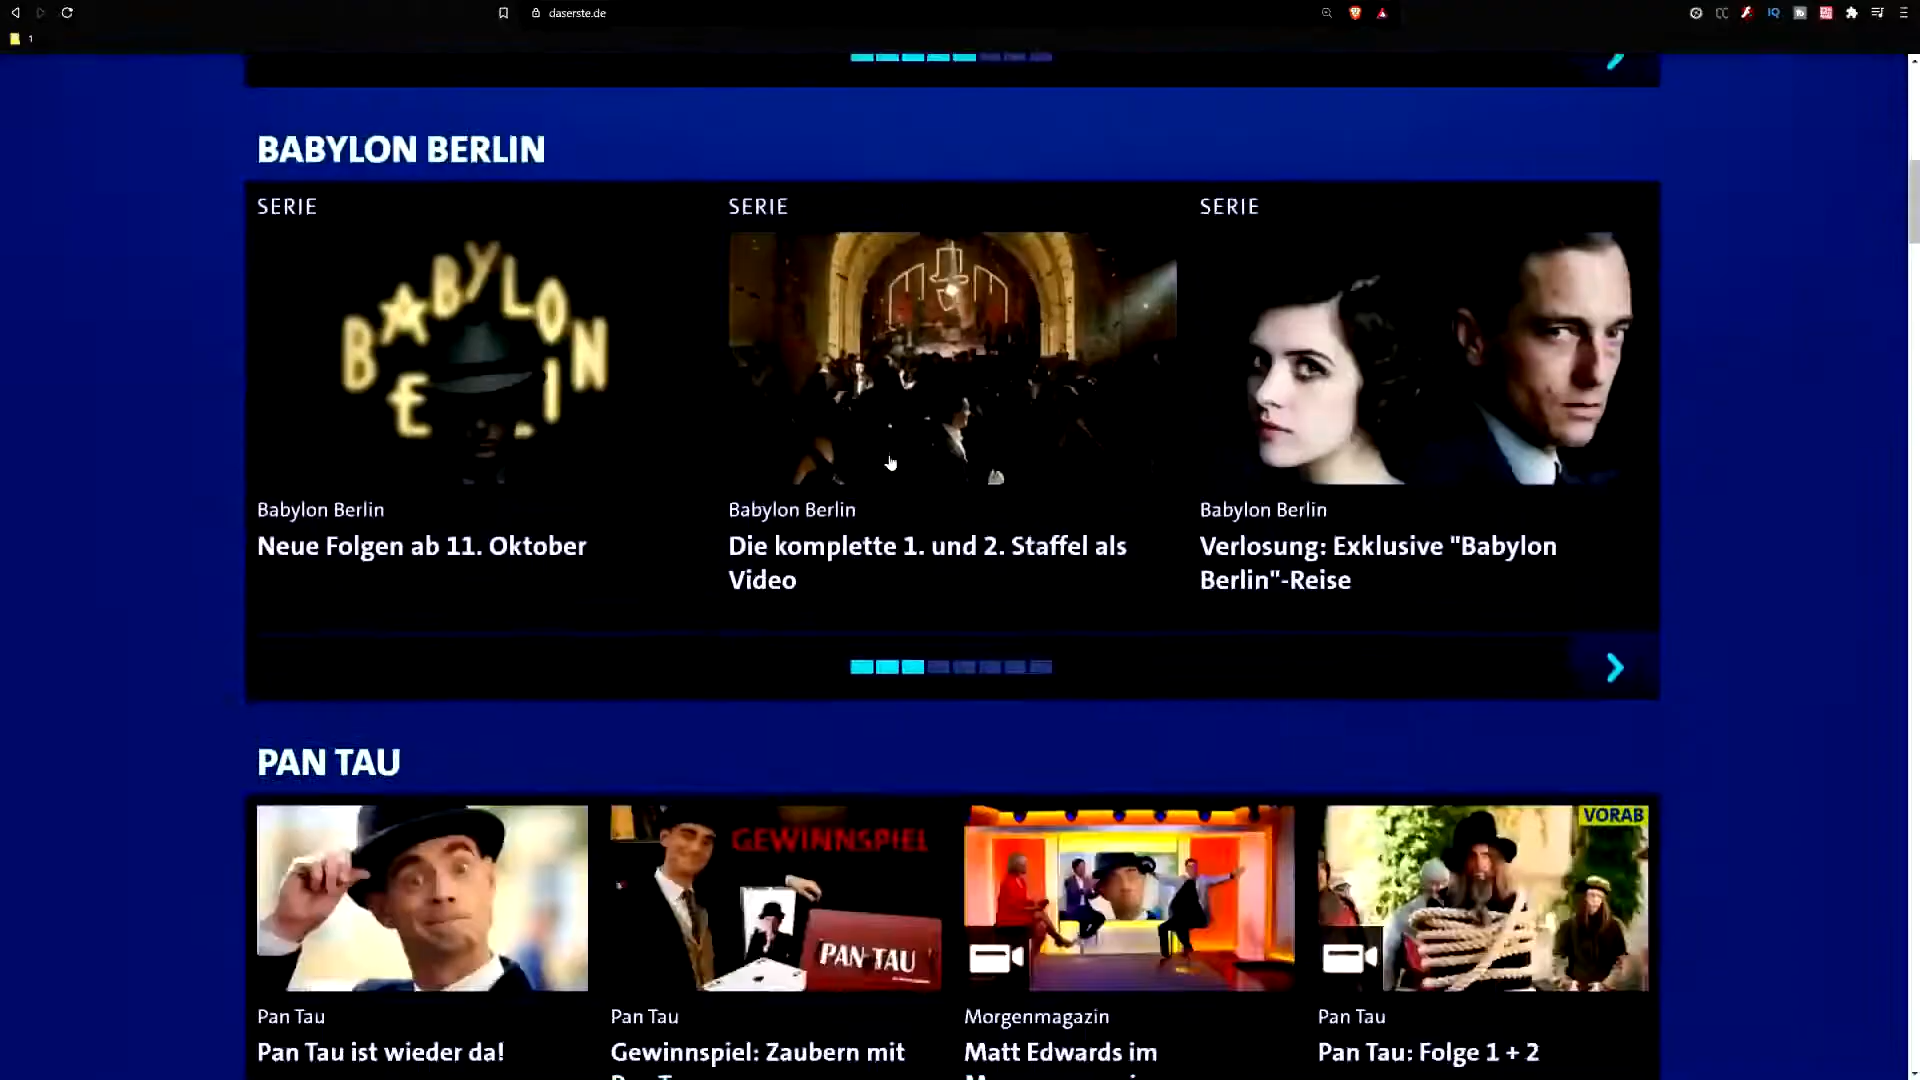 daserste.de
1
BABYLON BERLIN
SERIE
SERIE
SERIE
BABYLON
Babylon Berlin
Neue Folgen ab 11. Oktober
Babylon Berlin
Die komplette 1. und 2. Staffel als
Video
Babylon Berlin
Verlosung: Exklusive "Babylon
Berlin"-Reise
PAN TAU
GEWINNSPIEL
PAN TAU
VORAB
Pan Tau
Pan Tau ist wieder da!
Pan Tau
Gewinnspiel: Zaubern mit
Morgenmagazin
Matt Edwards im
Pan Tau
Pan Tau: Folge 1 + 2